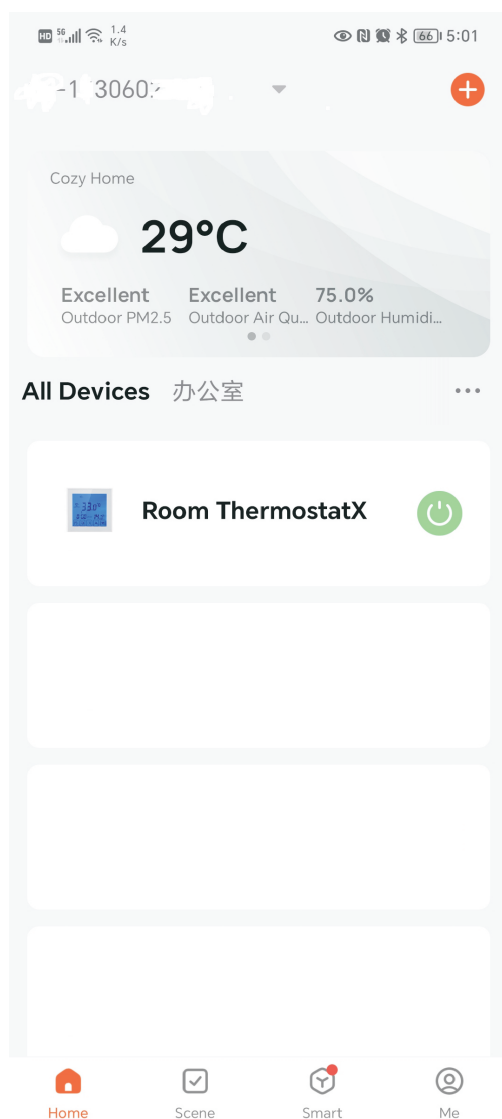 HD 5G 1.4 K/s 66 5:01
Cozy Home
29°C
Excellent Excellent 75.0%
Outdoor PM2.5 Outdoor Air Qu... Outdoor Humidi...
All Devices 办公室
Room ThermostatX
Home Scene Smart Me